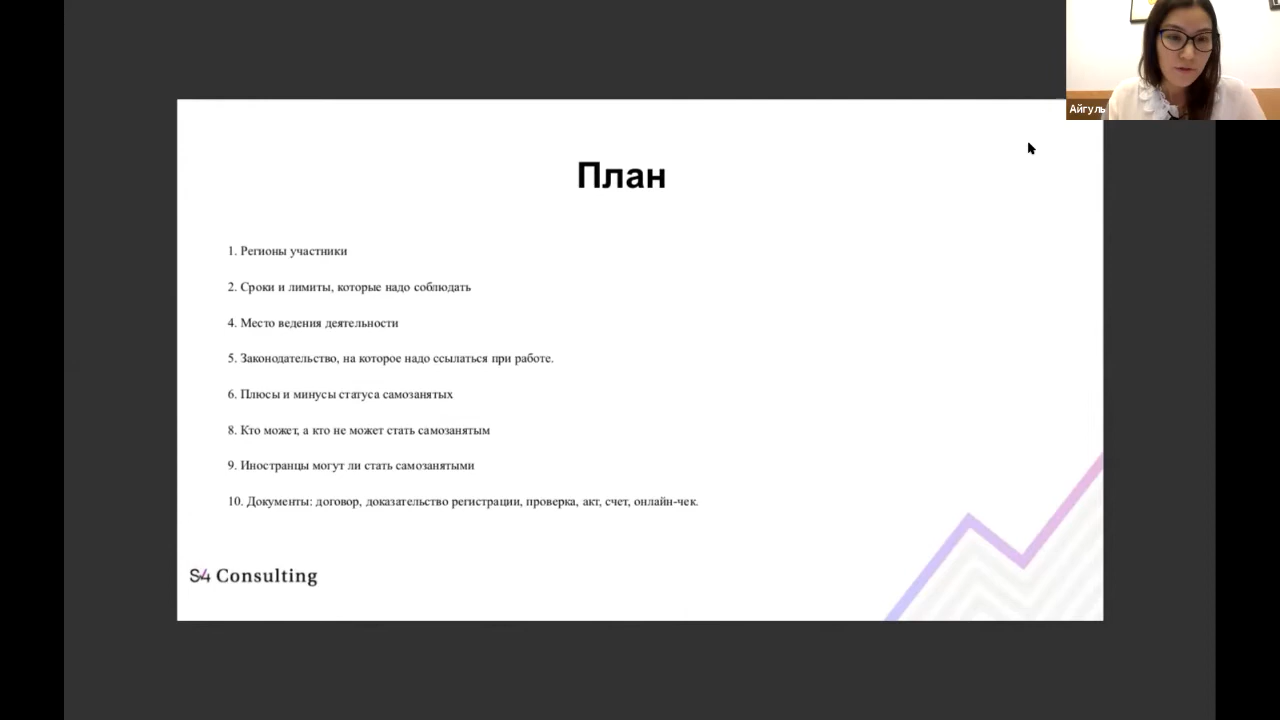 Айгуль
План
1. Регионы участники
2. Сроки и лимиты, которые надо соблюдать
4. Место ведения деятельности
5. Законодательство, на которое надо ссылаться при работе.
6. Плюсы и минусы статуса самозанятых
8. Кто может, а кто не может стать самозанятым
9. Иностранцы могут ли стать самозанятыми
10. Документы: договор, доказательство регистрации, проверка, акт, счет, онлайн-чек.
S4 Consulting